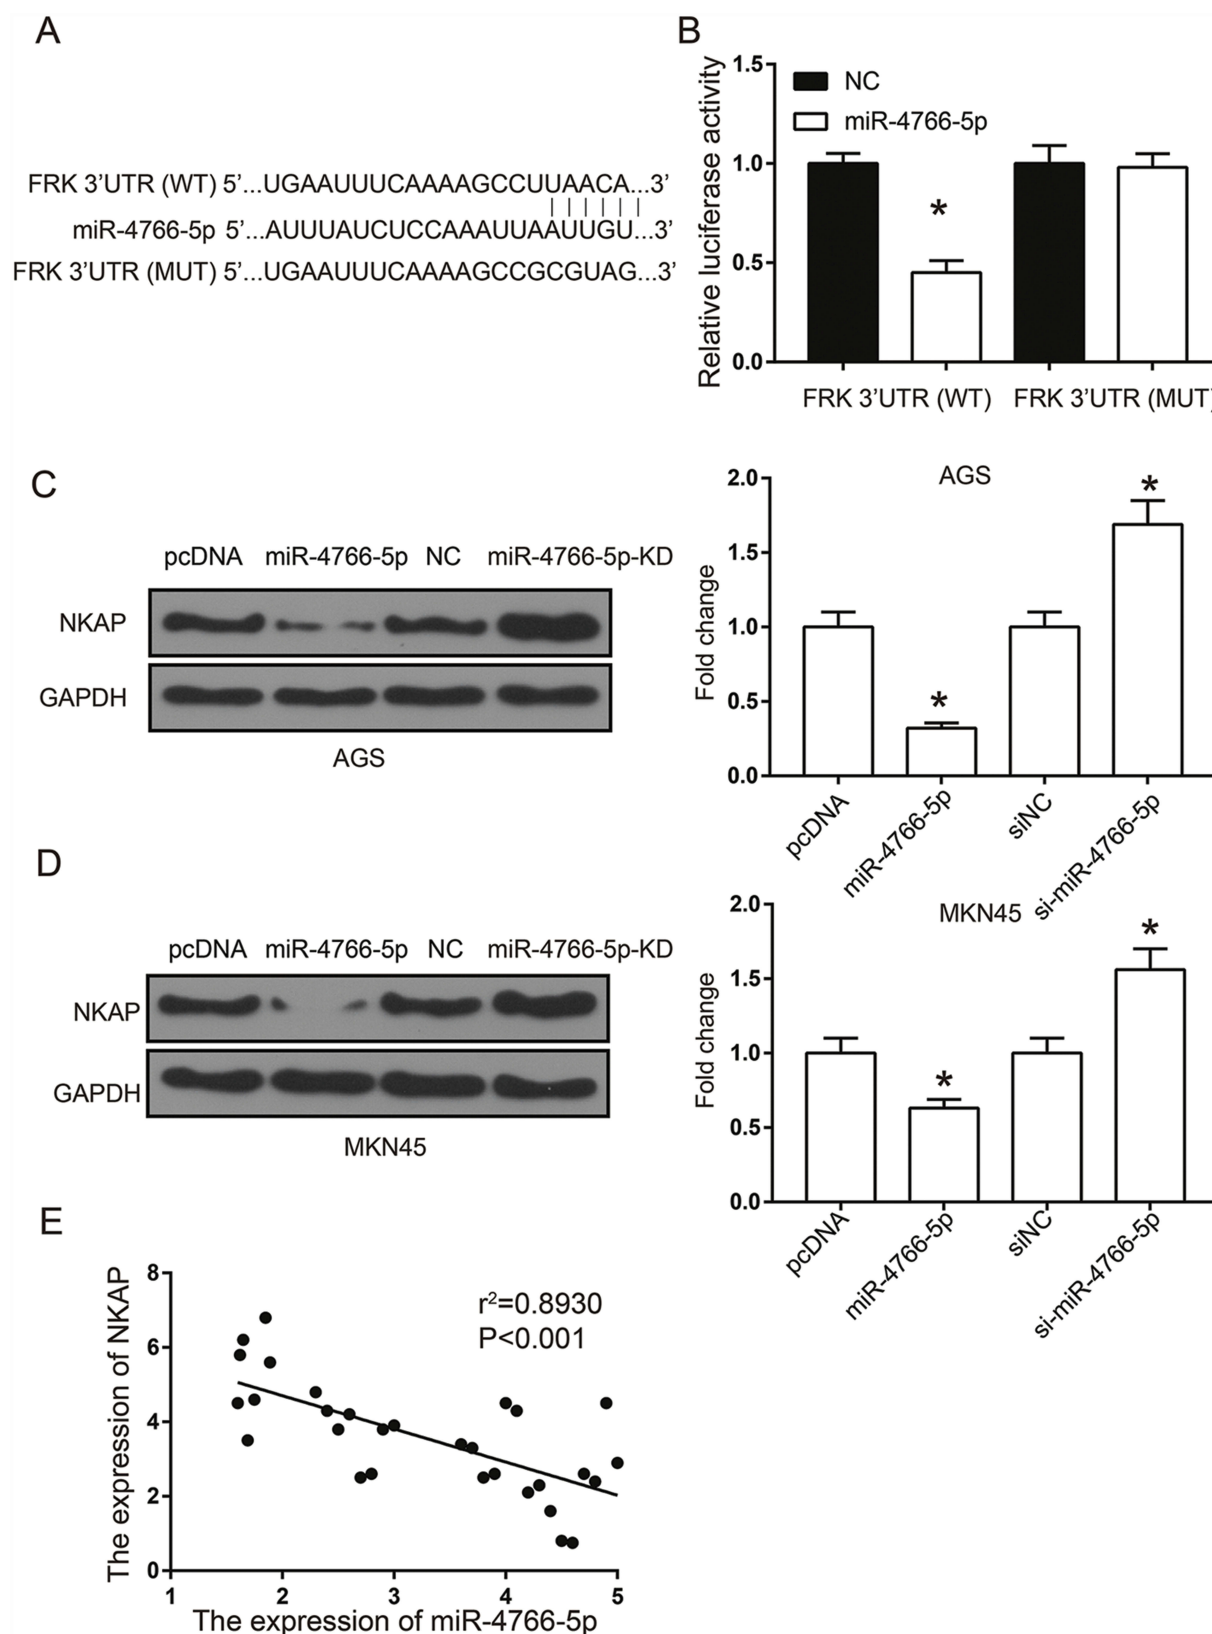 A
FRK 3’UTR (WT) 5’...UGAAUUUCAAAAGCCUUAACA...3’
miR-4766-5p 5’...AUUUAUCUCCAAAUUAAUUGU...3’
FRK 3’UTR (MUT) 5’...UGAAUUUCAAAAGCCGCGUAG...3’
B
Relative luciferase activity
1.5
1.0
0.5
0.0
NC
miR-4766-5p
*
FRK 3’UTR (WT) FRK 3’UTR (MUT)
C
pcDNA miR-4766-5p NC miR-4766-5p-KD
NKAP
GAPDH
AGS
AGS
Fold change
2.0
1.5
1.0
0.5
0.0
*
*
pcDNA
miR-4766-5p
siNC
si-miR-4766-5p
D
pcDNA miR-4766-5p NC miR-4766-5p-KD
NKAP
GAPDH
MKN45
MKN45
Fold change
2.0
1.5
1.0
0.5
0.0
*
*
pcDNA
miR-4766-5p
siNC
si-miR-4766-5p
E
The expression of NKAP
8
6
4
2
0
r²=0.8930
P<0.001
1 2 3 4 5
The expression of miR-4766-5p